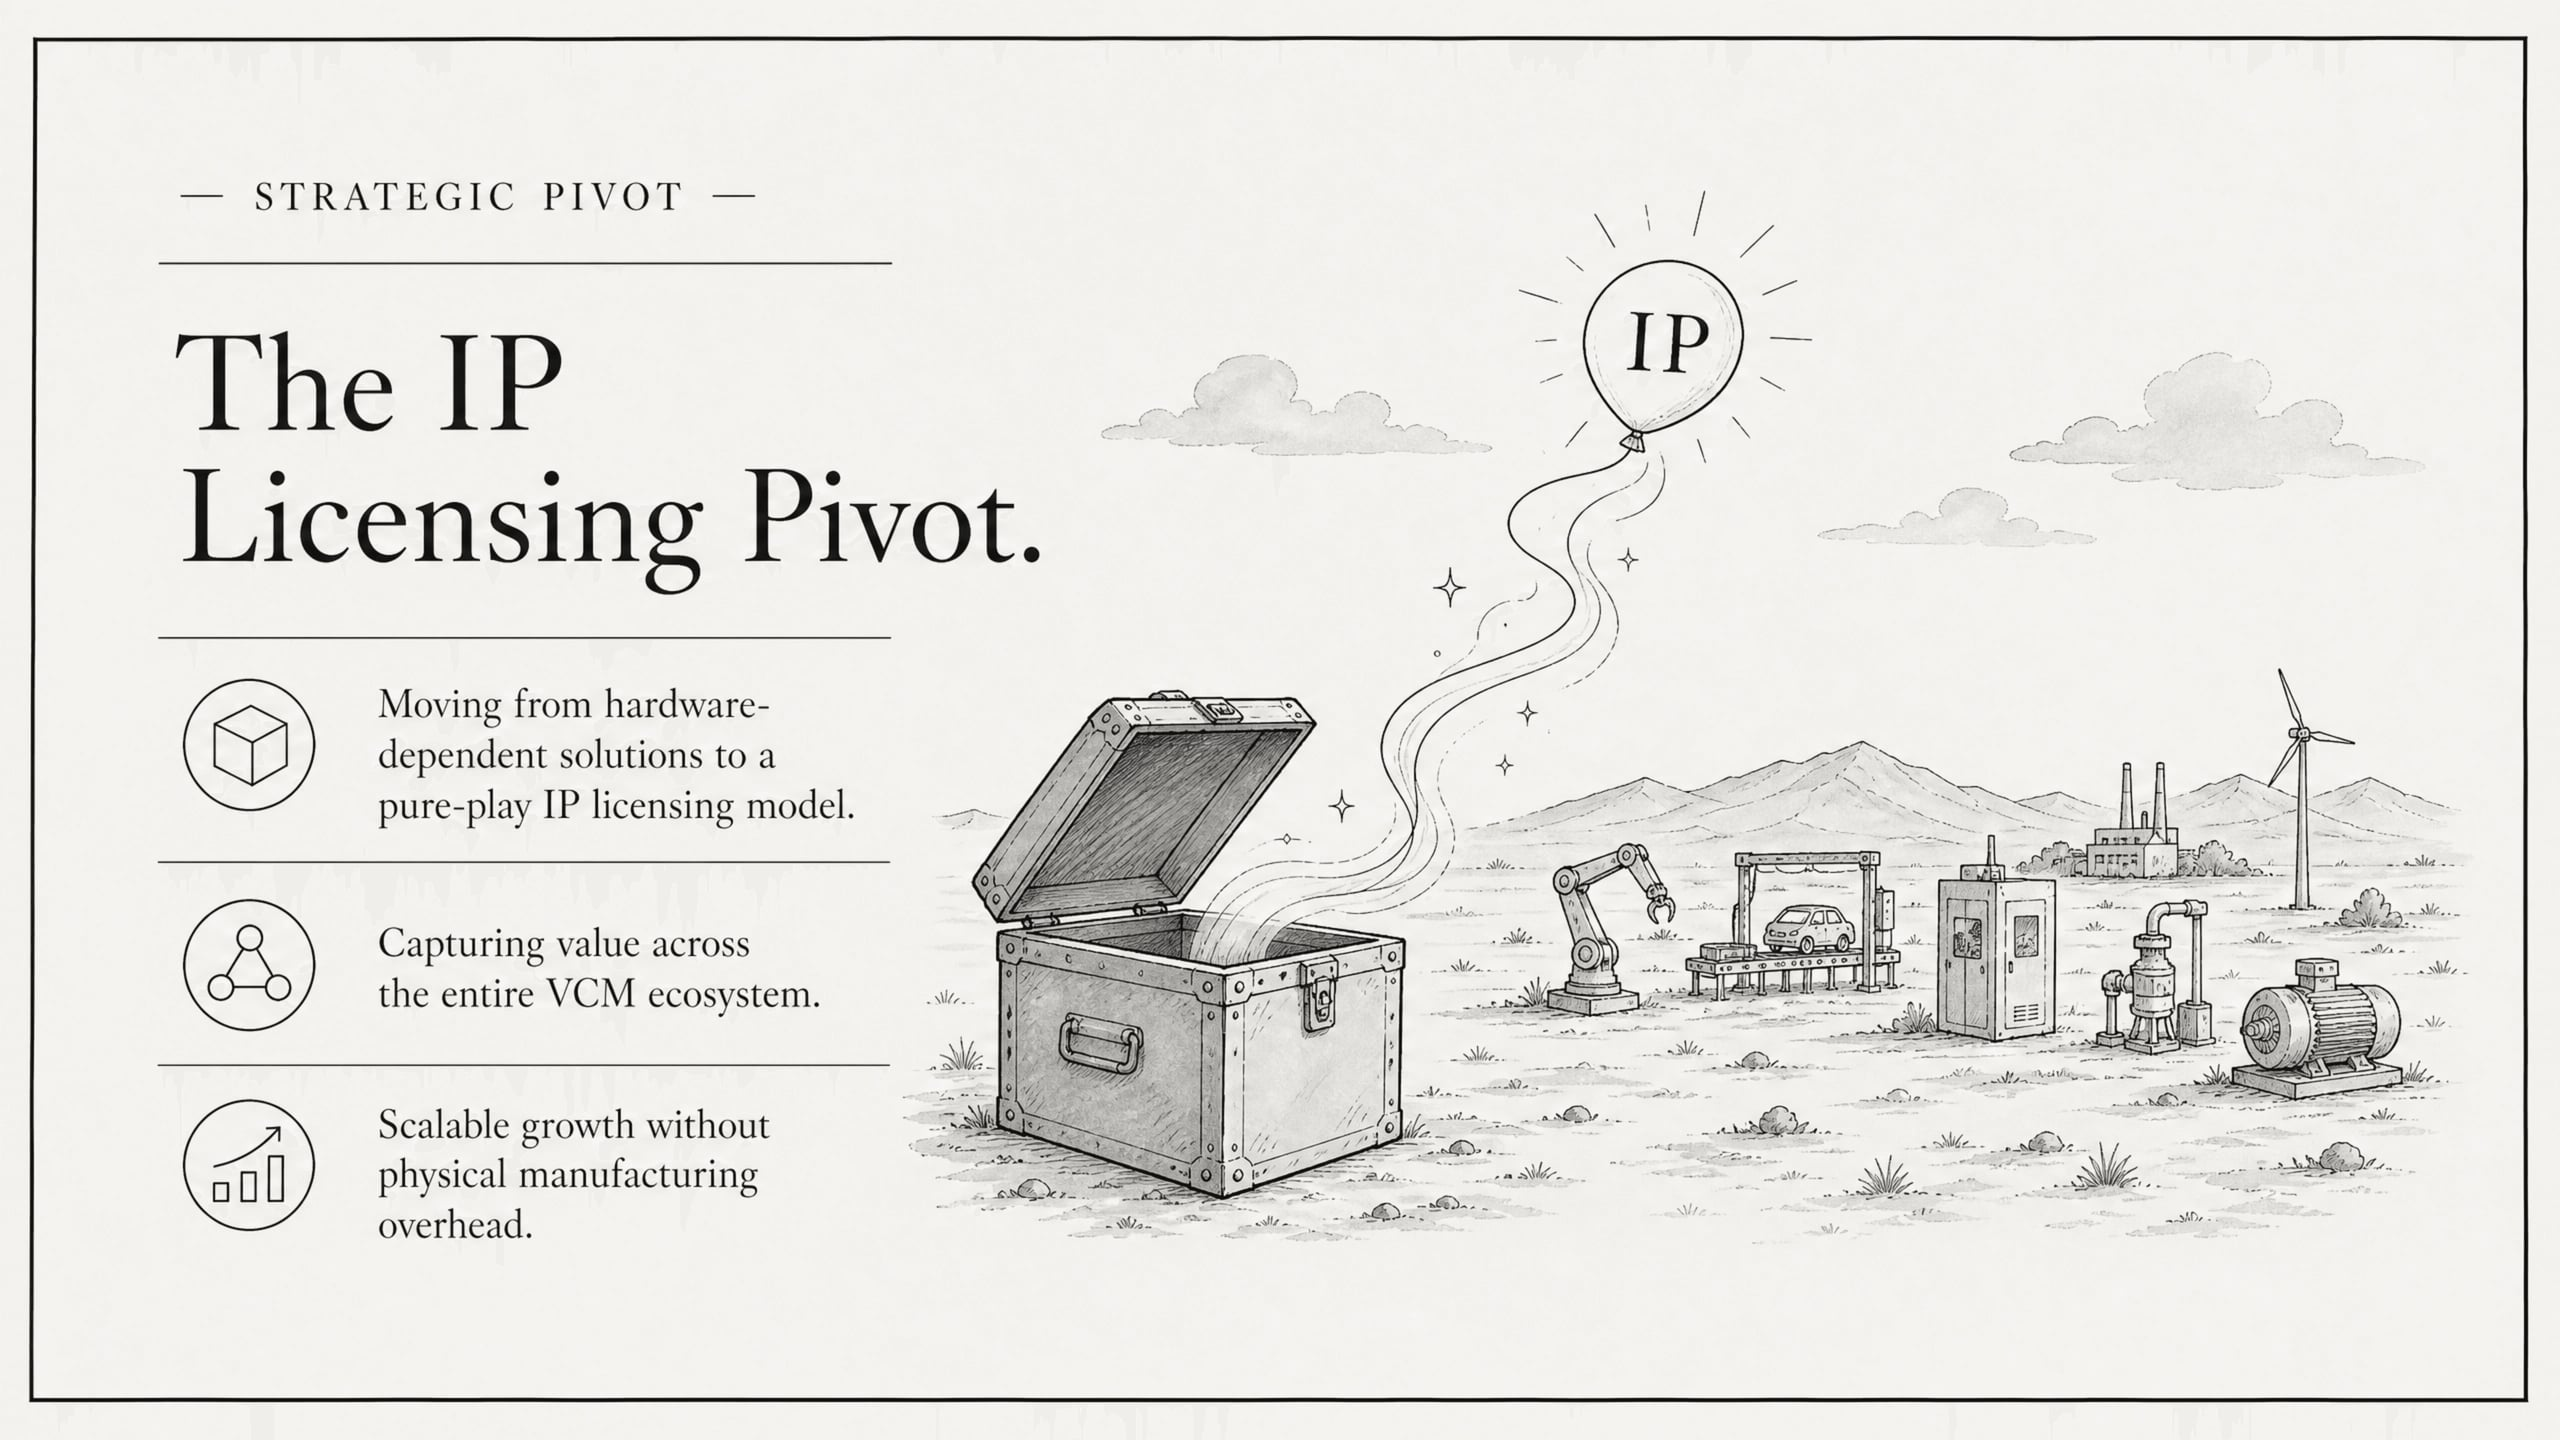 — STRATEGIC PIVOT —
The IP
Licensing Pivot.
Moving from hardware-
dependent solutions to a
pure-play IP licensing model.
Capturing value across
the entire VCM ecosystem.
Scalable growth without
physical manufacturing
overhead.
IP